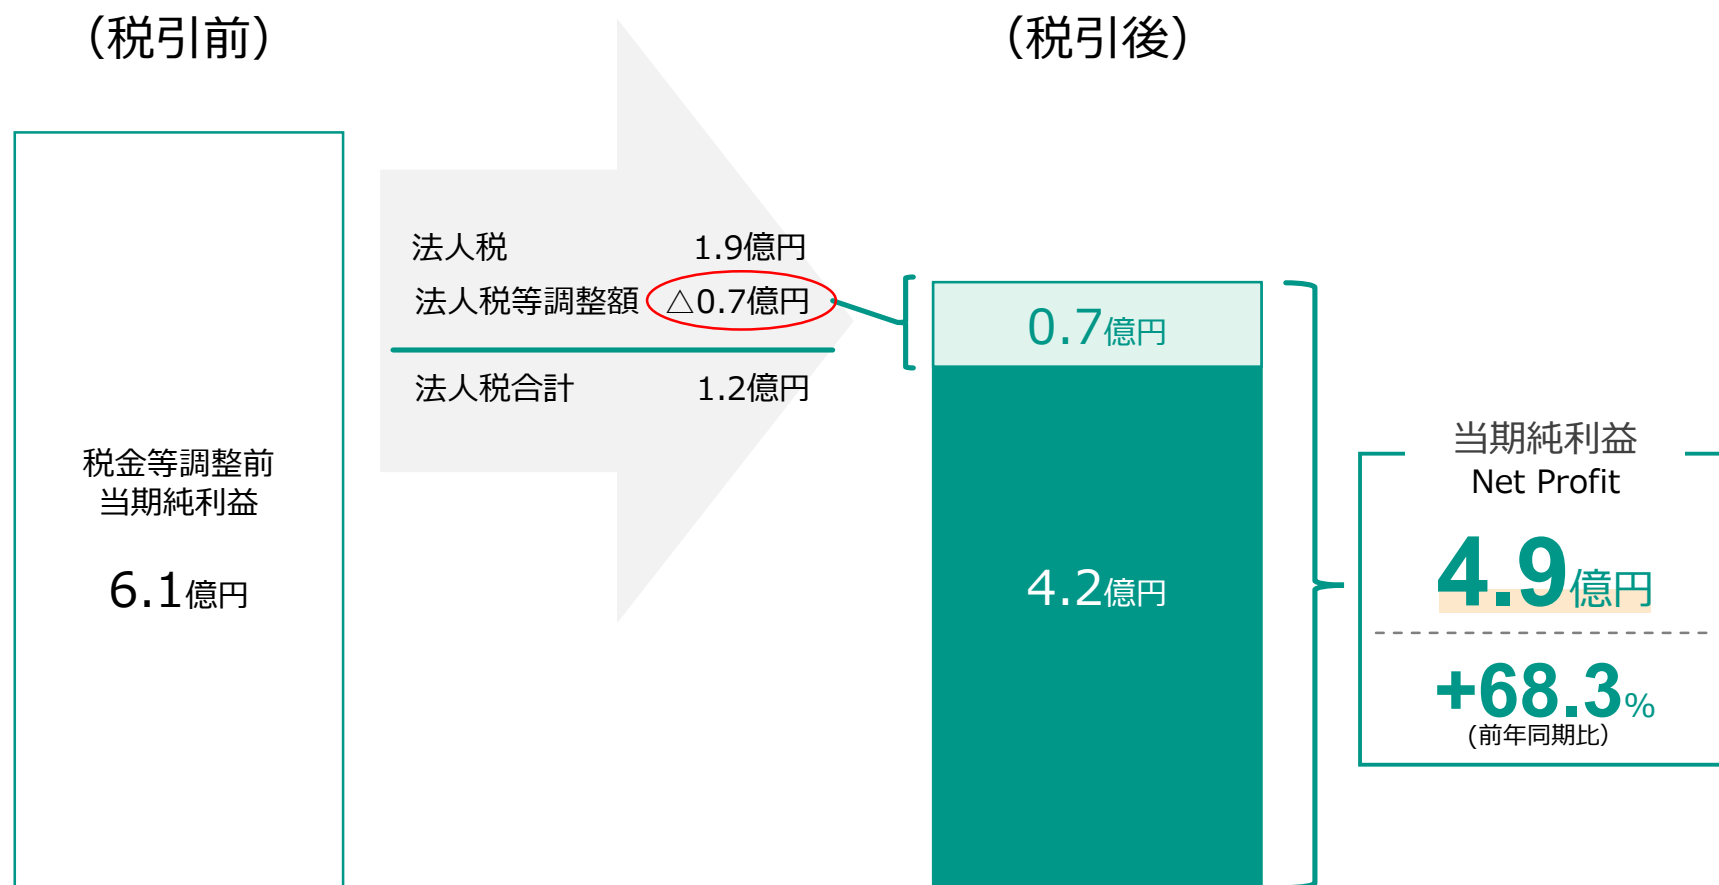 （税引前）
（税引後）
法人税 1.9億円
法人税等調整額 △0.7億円
法人税合計 1.2億円
税金等調整前
当期純利益
6.1億円
0.7億円
4.2億円
当期純利益
Net Profit
4.9億円
+68.3%
(前年同期比）